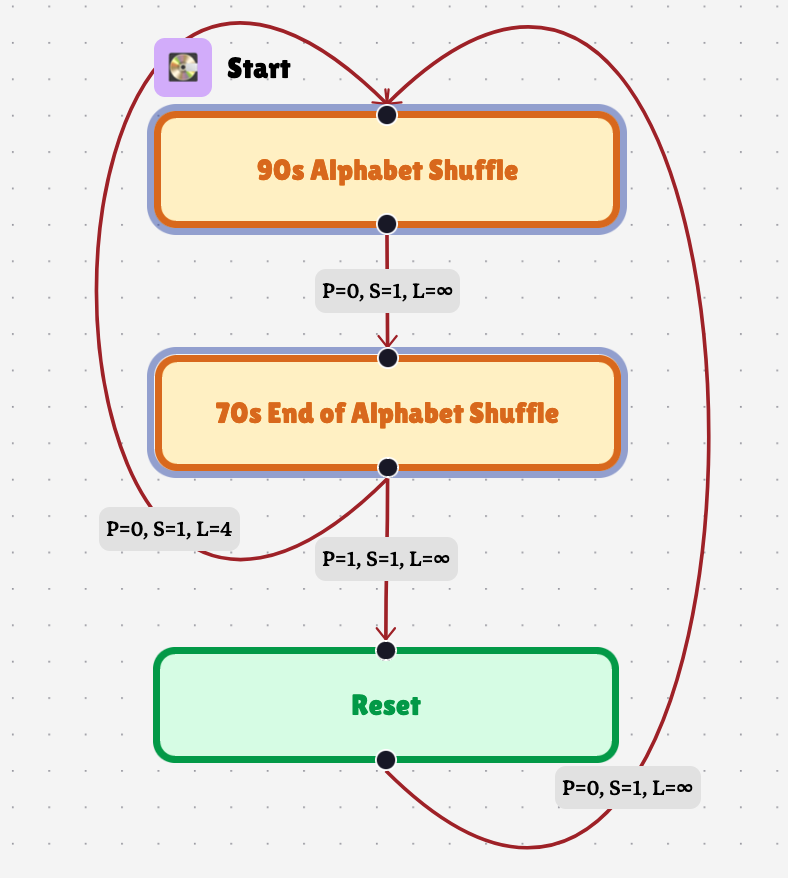 Start
90s Alphabet Shuffle
P=0, S=1, L=∞
70s End of Alphabet Shuffle
P=0, S=1, L=4
P=1, S=1, L=∞
Reset
P=0, S=1, L=∞